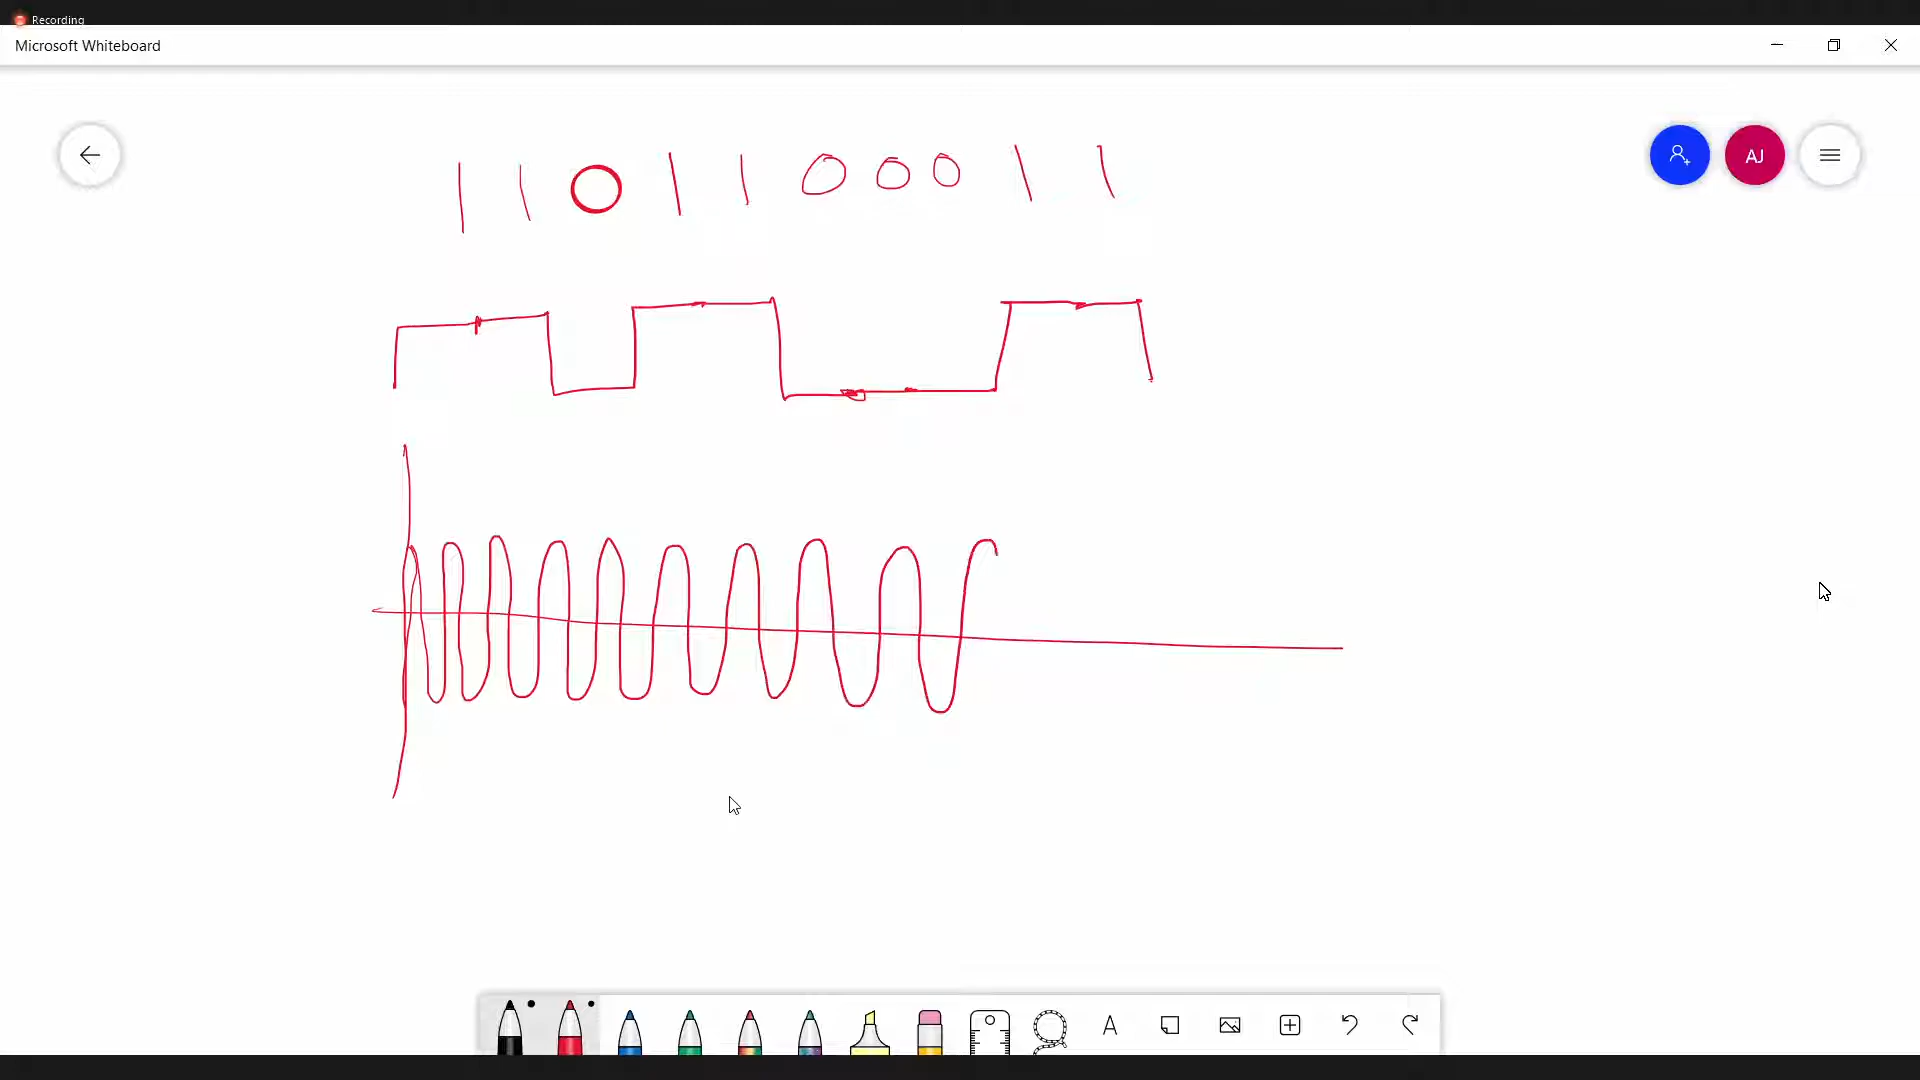 Recording
Microsoft Whiteboard
1 1 0 1 1 0 0 0 1 1
AJ
A